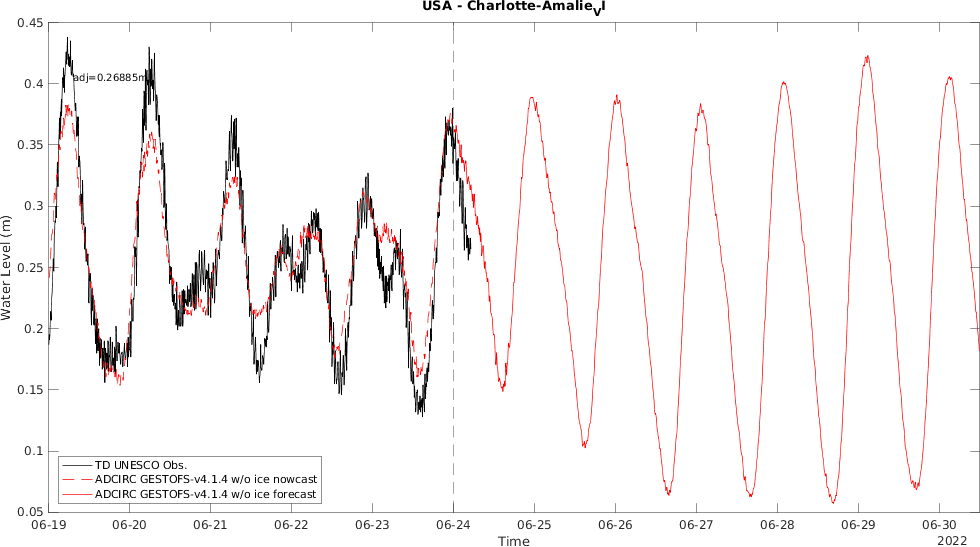 USA - Charlotte-Amalie_VI
0.45
0.4
0.35
0.3
0.25
0.2
0.15
0.1
0.05
Water Level (m)
adj=0.26885m
TD UNESCO Obs.
ADCIRC GESTOFS-v4.1.4 w/o ice nowcast
ADCIRC GESTOFS-v4.1.4 w/o ice forecast
06-19 06-20 06-21 06-22 06-23 06-24 06-25 06-26 06-27 06-28 06-29 06-30
Time
2022